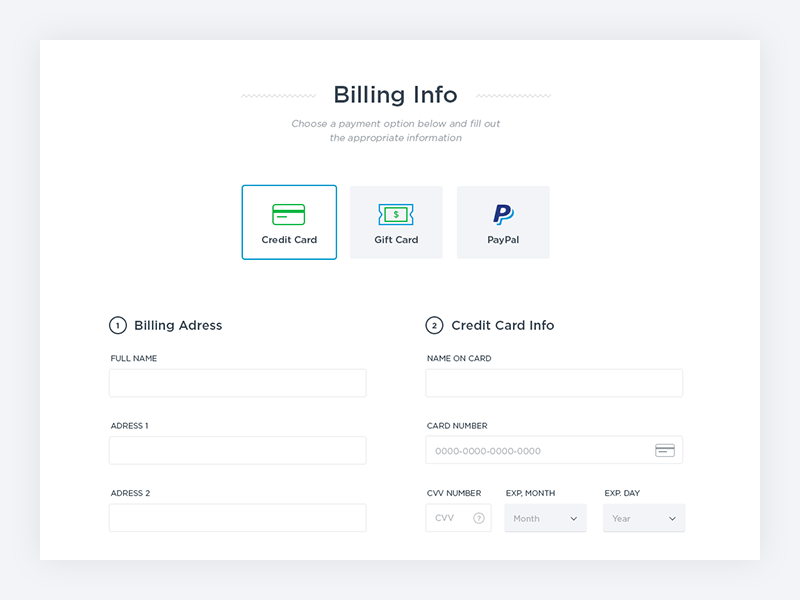 Billing Info
Choose a payment option below and fill out
the appropriate information
$
Credit Card
Gift Card
PayPal
1 Billing Adress
FULL NAME
ADRESS 1
ADRESS 2
2 Credit Card Info
NAME ON CARD
CARD NUMBER
0000-0000-0000-0000
CVV NUMBER
EXP, MONTH
EXP. DAY
CVV ?
Month
Year